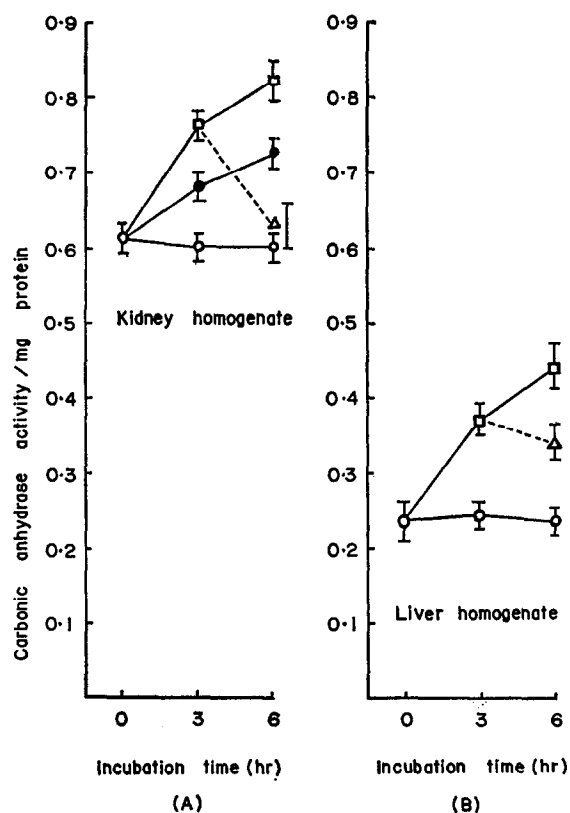 Carbonic anhydrase activity/mg protein
0·9
0·8
0·7
0·6
0·5
0·4
0·3
0·2
0·1
Kidney homogenate
0 3 6
Incubation time (hr)
(A)
0·9
0·8
0·7
0·6
0·5
0·4
0·3
0·2
0·1
Liver homogenate
0 3 6
Incubation time (hr)
(B)